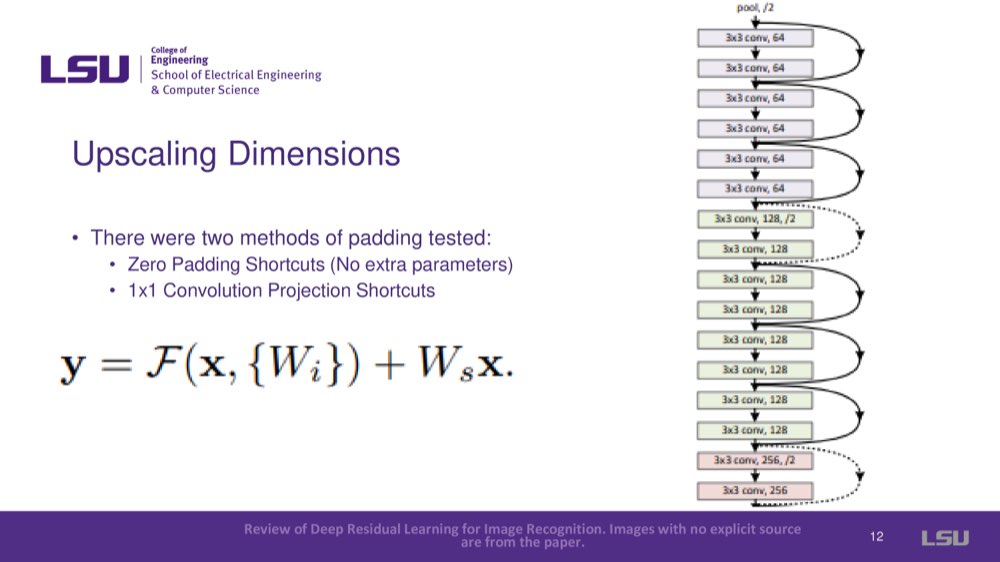 LSU
College of
Engineering
School of Electrical Engineering
& Computer Science
Upscaling Dimensions
• There were two methods of padding tested:
• Zero Padding Shortcuts (No extra parameters)
• 1x1 Convolution Projection Shortcuts
y = F(x, {W_i}) + W_s x.
pool, /2
3x3 conv, 64
3x3 conv, 64
3x3 conv, 64
3x3 conv, 64
3x3 conv, 64
3x3 conv, 64
3x3 conv, 128, /2
3x3 conv, 128
3x3 conv, 128
3x3 conv, 128
3x3 conv, 128
3x3 conv, 128
3x3 conv, 128
3x3 conv, 128
3x3 conv, 256, /2
3x3 conv, 256
Review of Deep Residual Learning for Image Recognition. Images with no explicit source
are from the paper.
12
LSU